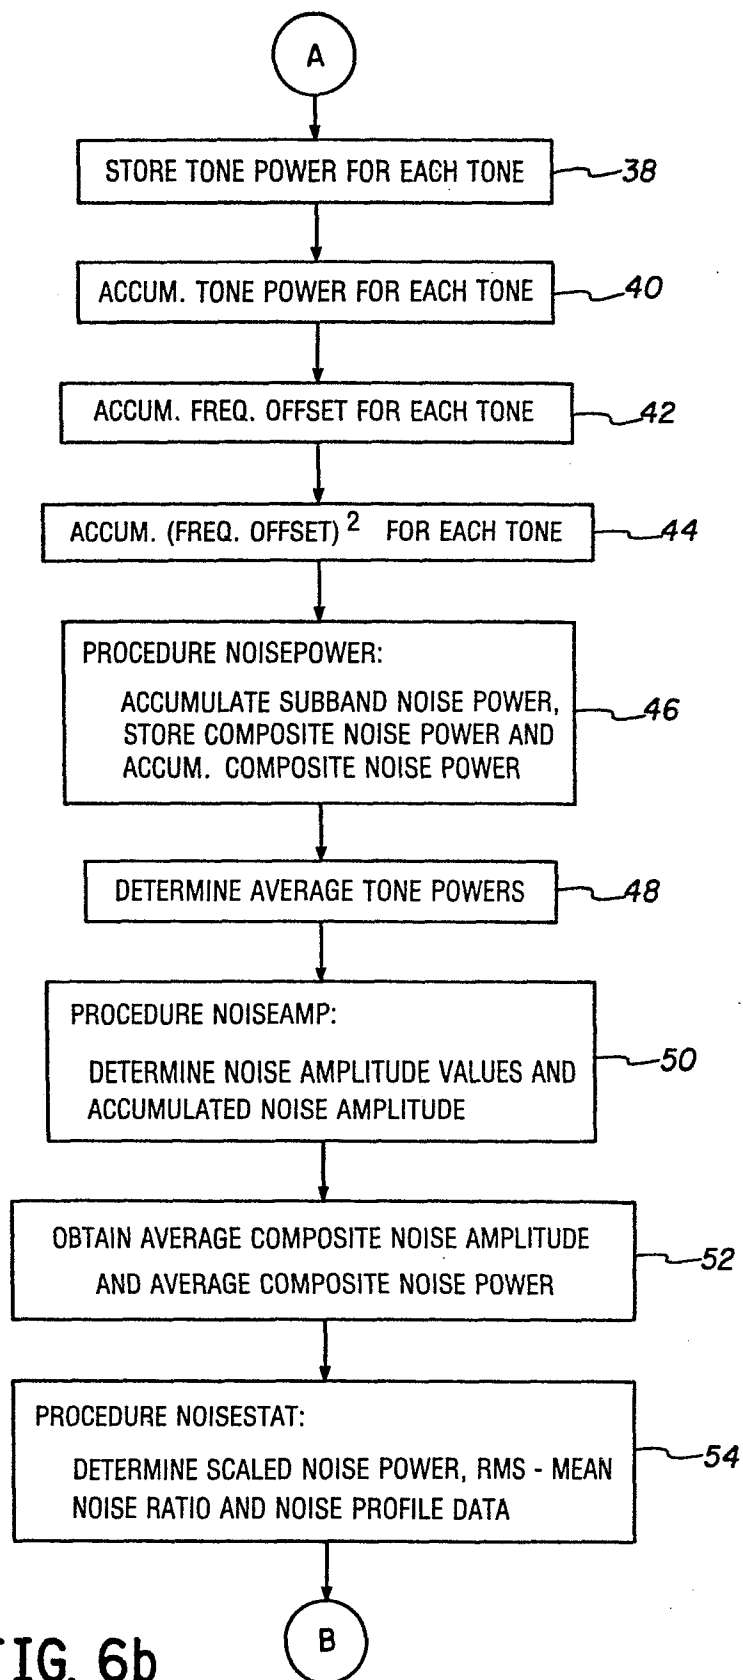 A
STORE TONE POWER FOR EACH TONE
38
ACCUM. TONE POWER FOR EACH TONE
40
ACCUM. FREQ. OFFSET FOR EACH TONE
42
ACCUM. (FREQ. OFFSET)² FOR EACH TONE
44
PROCEDURE NOISEPOWER:
ACCUMULATE SUBBAND NOISE POWER,
STORE COMPOSITE NOISE POWER AND
ACCUM. COMPOSITE NOISE POWER
46
DETERMINE AVERAGE TONE POWERS
48
PROCEDURE NOISEAMP:
DETERMINE NOISE AMPLITUDE VALUES AND
ACCUMULATED NOISE AMPLITUDE
50
OBTAIN AVERAGE COMPOSITE NOISE AMPLITUDE
AND AVERAGE COMPOSITE NOISE POWER
52
PROCEDURE NOISESTAT:
DETERMINE SCALED NOISE POWER, RMS - MEAN
NOISE RATIO AND NOISE PROFILE DATA
54
B
IG. 6b